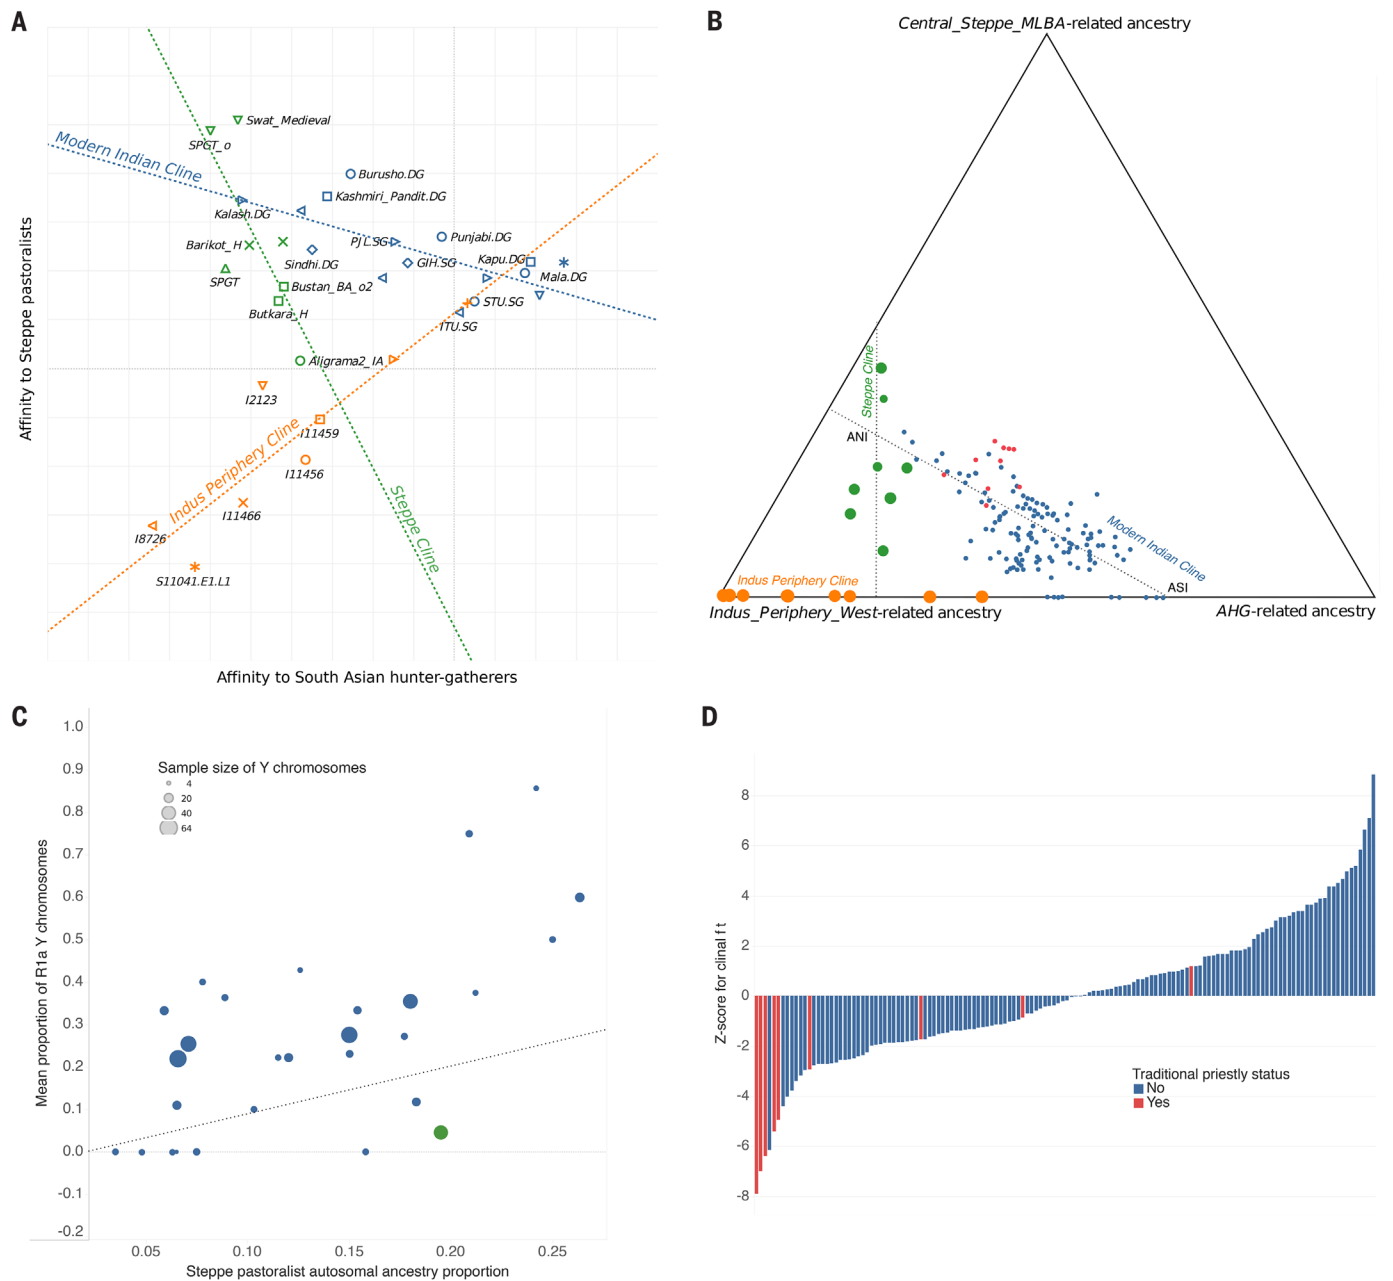 A
Affinity to Steppe pastoralists
Modern Indian Cline
Swat_Medieval
SPGT_o
Burusho.DG
Kashmiri_Pandit.DG
Kalash.DG
Barikot_H
PJL.SG
Punjabi.DG
Sindhi.DG
GIH.SG
Kapu.DG
Mala.DG
SPGT
Bustan_BA_o2
STU.SG
Butkara_H
ITU.SG
Aligrama2_IA
I2123
I11459
Indus Periphery Cline
I11456
Steppe Cline
I11466
I8726
S11041.E1.L1
Affinity to South Asian hunter-gatherers
B
Central_Steppe_MLBA-related ancestry
Steppe Cline
ANI
Modern Indian Cline
Indus Periphery Cline
ASI
Indus_Periphery_West-related ancestry
AHG-related ancestry
C
Mean proportion of R1a Y chromosomes
1.0
0.9
0.8
0.7
0.6
0.5
0.4
0.3
0.2
0.1
0.0
-0.1
-0.2
Sample size of Y chromosomes
4
20
40
64
0.05 0.10 0.15 0.20 0.25
Steppe pastoralist autosomal ancestry proportion
D
Z-score for clinal f t
8
6
4
2
0
-2
-4
-6
-8
Traditional priestly status
No
Yes